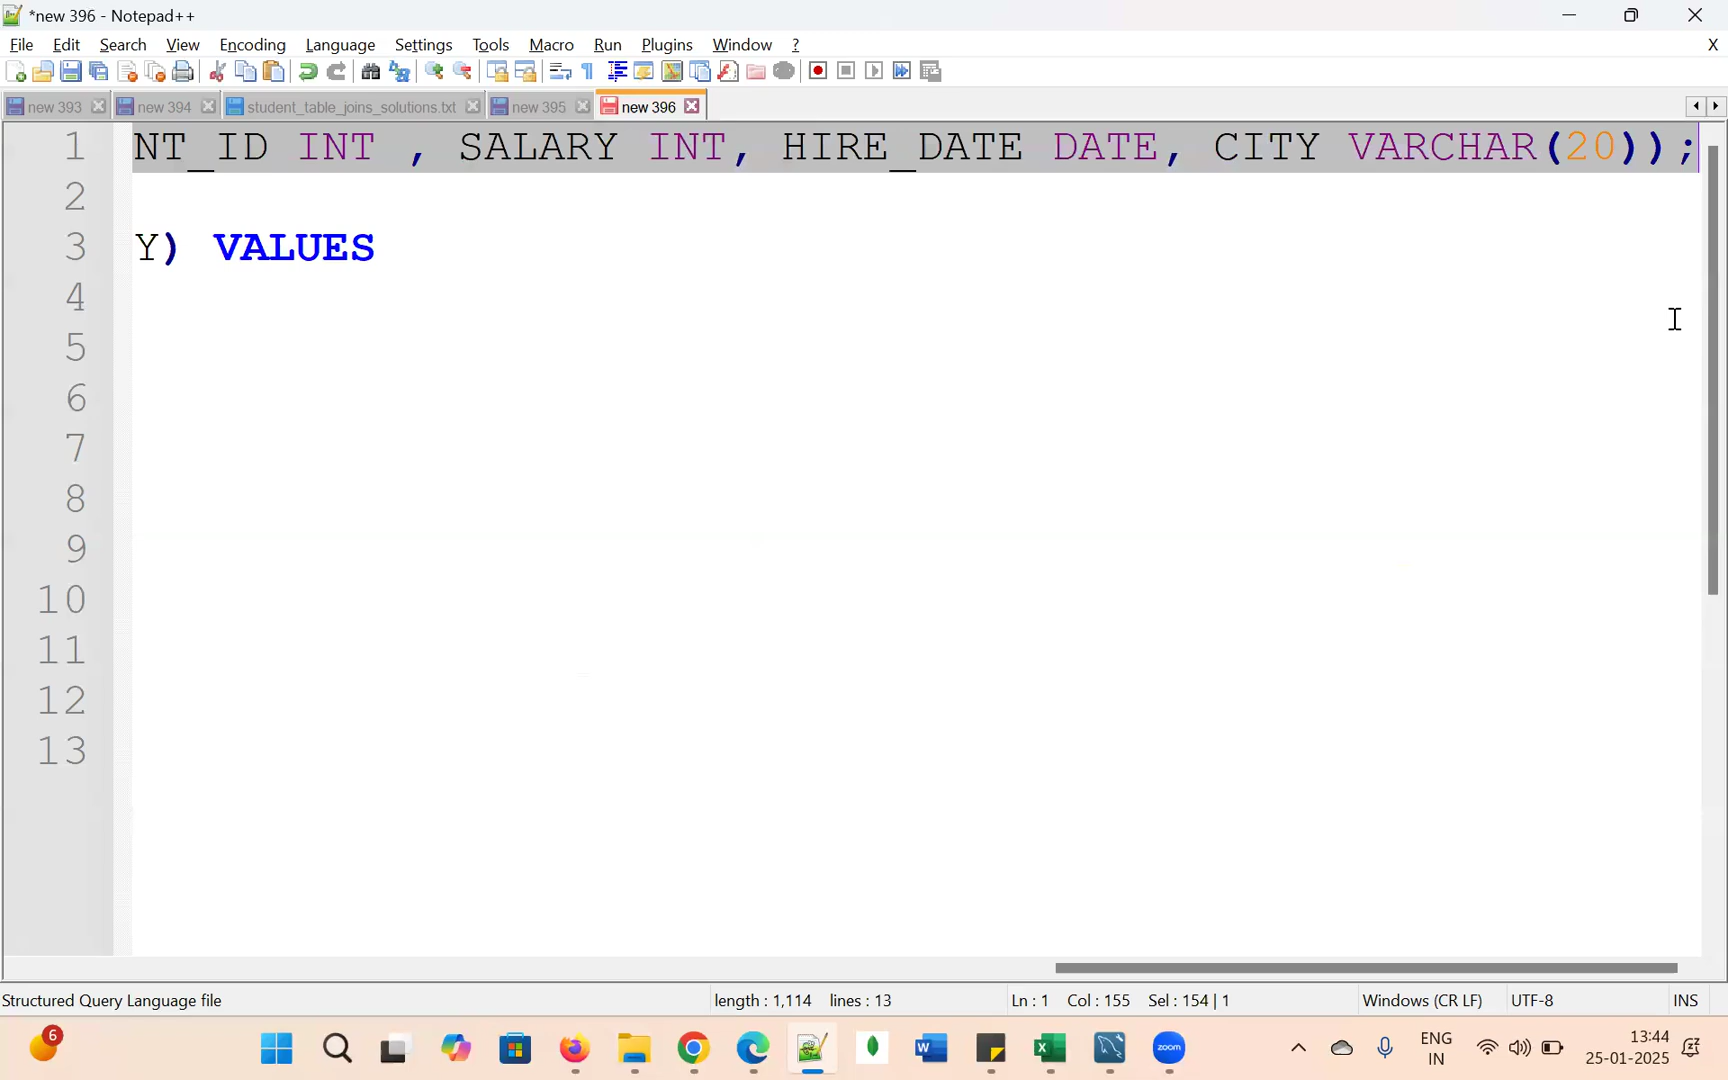 *new 396 - Notepad++
File Edit Search View Encoding Language Settings Tools Macro Run Plugins Window ? X
new 393 new 394 student_table_joins_solutions.txt new 395 new 396
1 NT_ID INT , SALARY INT, HIRE_DATE DATE, CITY VARCHAR(20));
2
3 Y) VALUES
4
5
6
7
8
9
10
11
12
13
Structured Query Language file length : 1,114 lines : 13 Ln : 1 Col : 155 Sel : 154 | 1 Windows (CR LF) UTF-8 INS
6 W X zoom ENG 13:44
IN 25-01-2025